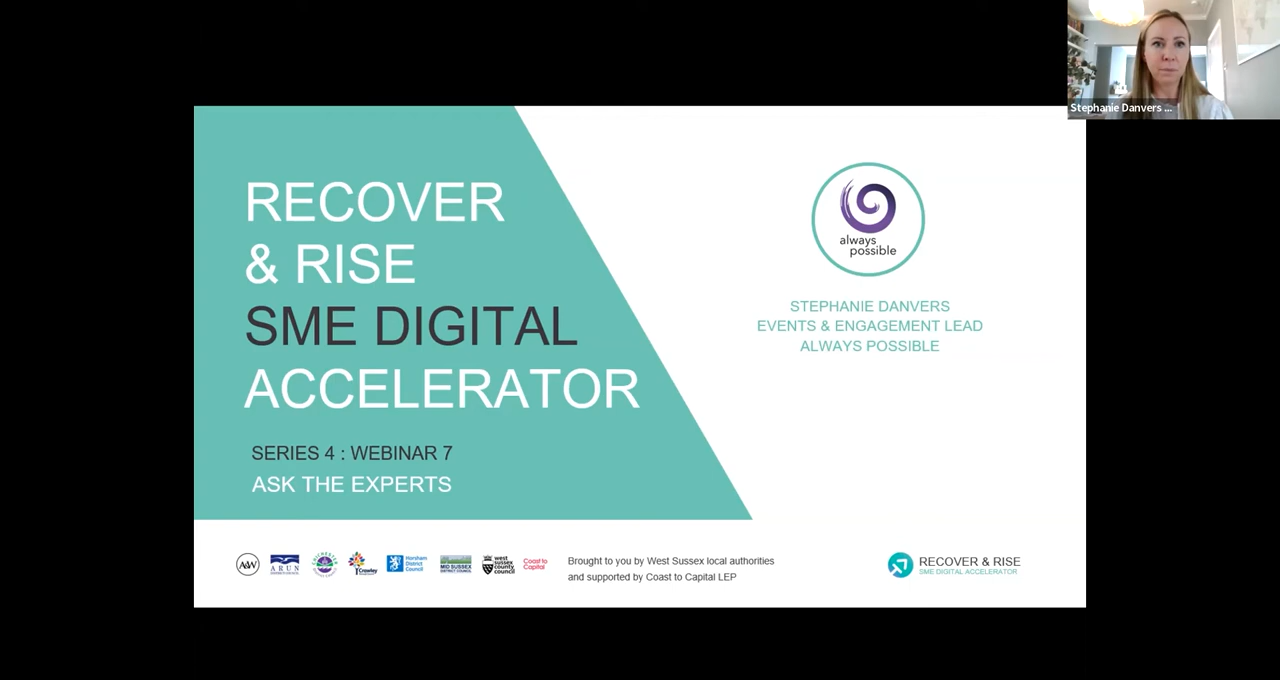 Stephanie Danvers ...
RECOVER
& RISE
SME DIGITAL
ACCELERATOR
SERIES 4 : WEBINAR 7
ASK THE EXPERTS
always
possible
STEPHANIE DANVERS
EVENTS & ENGAGEMENT LEAD
ALWAYS POSSIBLE
A&W
ARUN
Crawley
Horsham
District
Council
MID SUSSEX
DISTRICT COUNCIL
west
sussex
county
council
Coast to
Capital
Brought to you by West Sussex local authorities
and supported by Coast to Capital LEP
RECOVER & RISE
SME DIGITAL ACCELERATOR